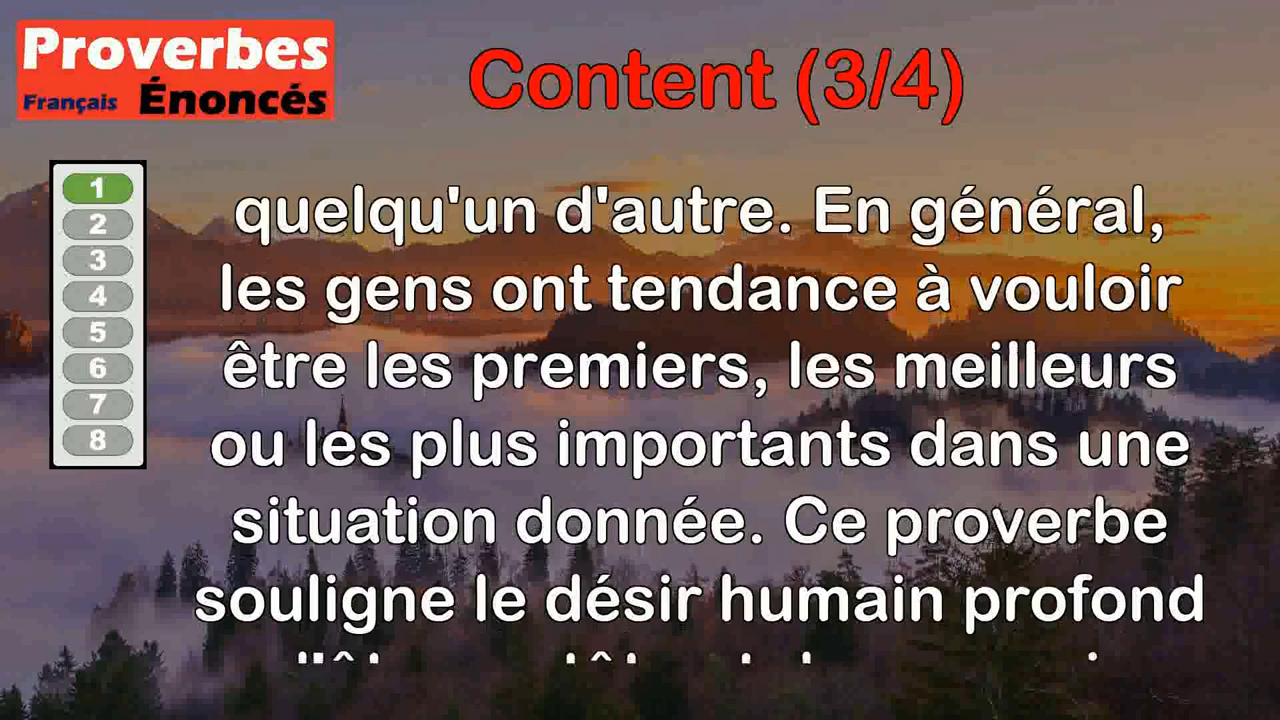 Proverbes
Français Énoncés
Content (3/4)
1
2
3
4
5
6
7
8
quelqu'un d'autre. En général,
les gens ont tendance à vouloir
être les premiers, les meilleurs
ou les plus importants dans une
situation donnée. Ce proverbe
souligne le désir humain profond